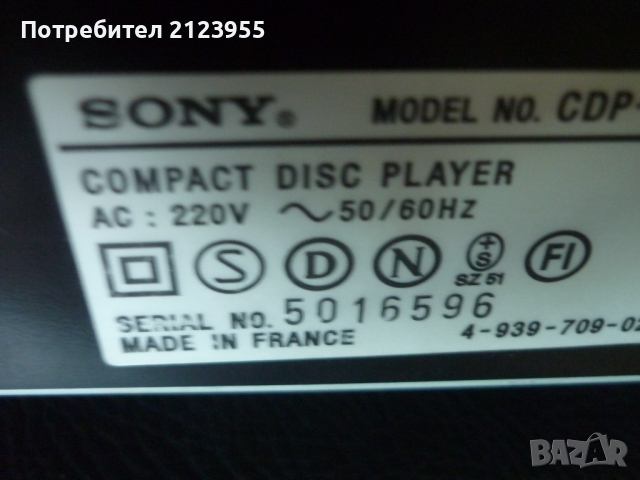 Потребител 2123955
SONY® MODEL NO. CDP-
COMPACT DISC PLAYER
AC : 220V ～50/60HZ
S D N +S FI
SZ 51
SERIAL NO. 5016596
MADE IN FRANCE 4-939-709-02
BAZAR